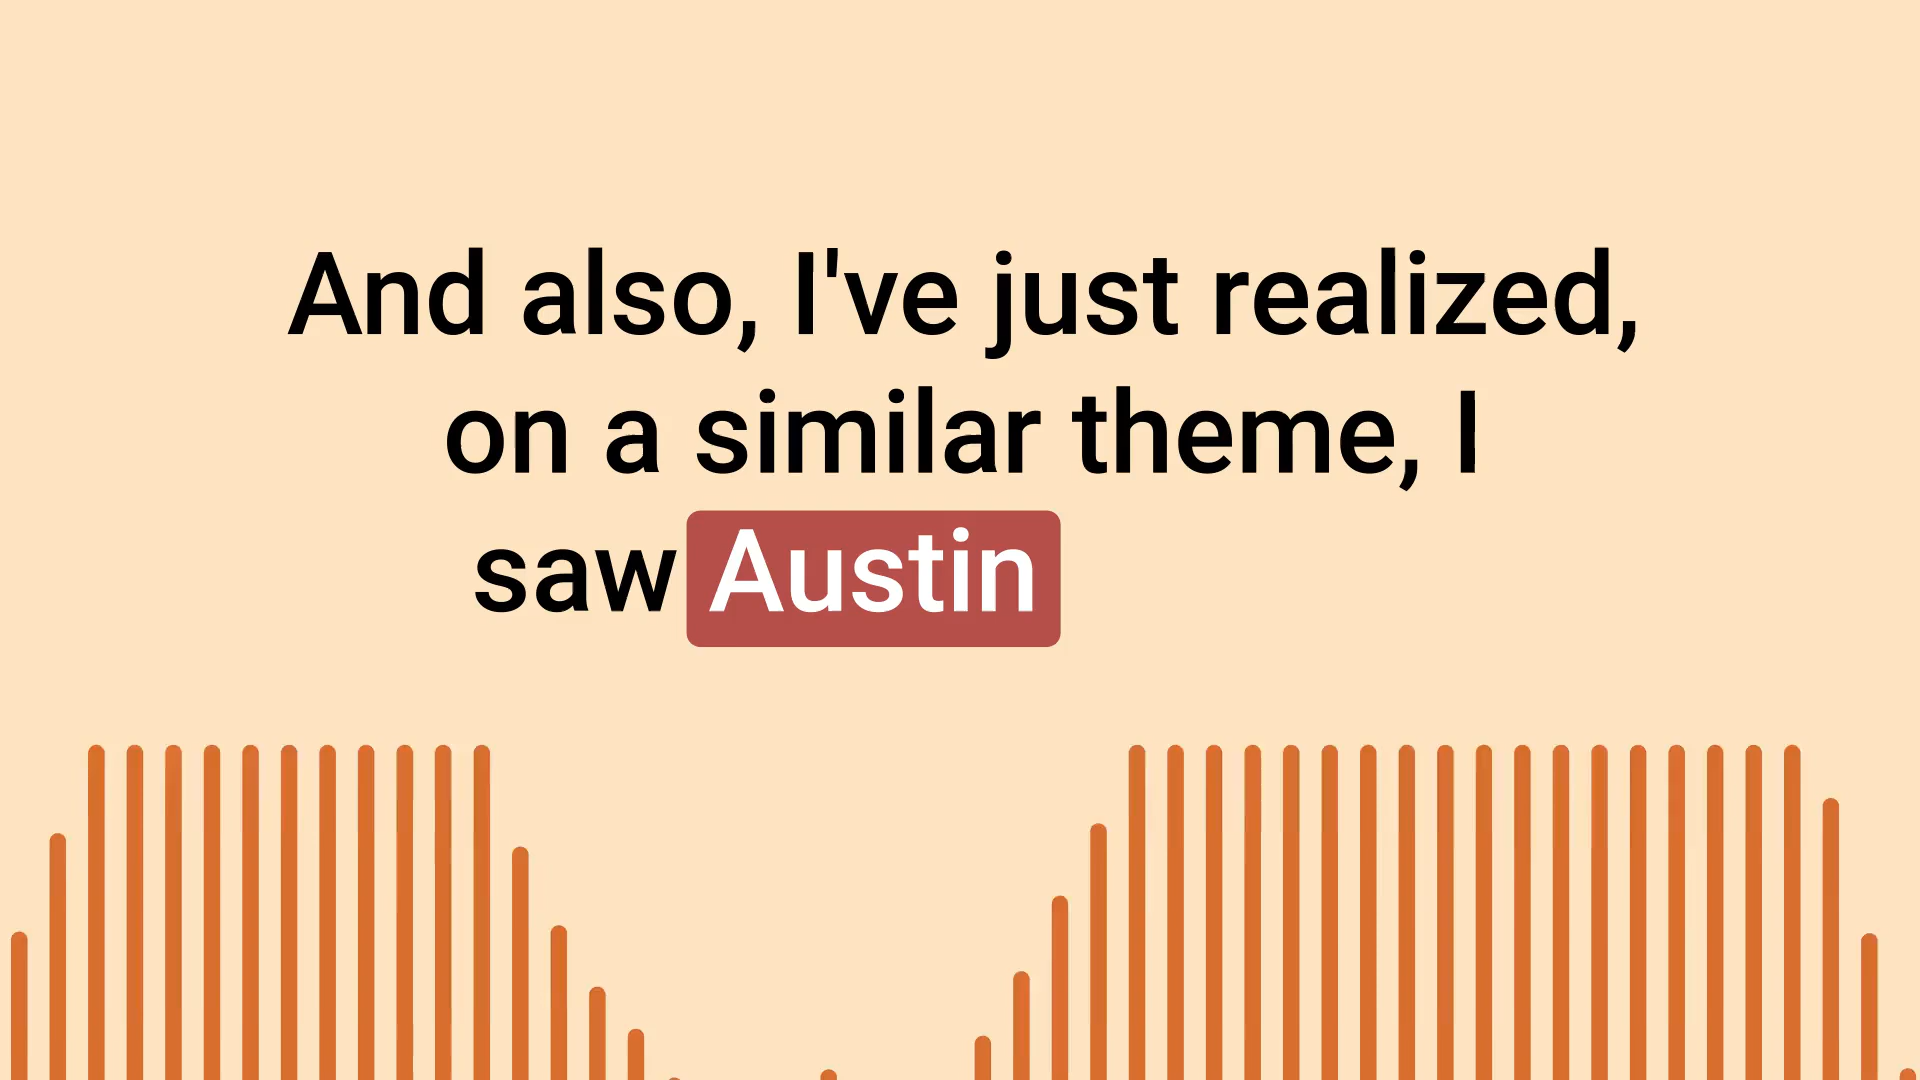 And also, I've just realized,
on a similar theme, I
saw Austin